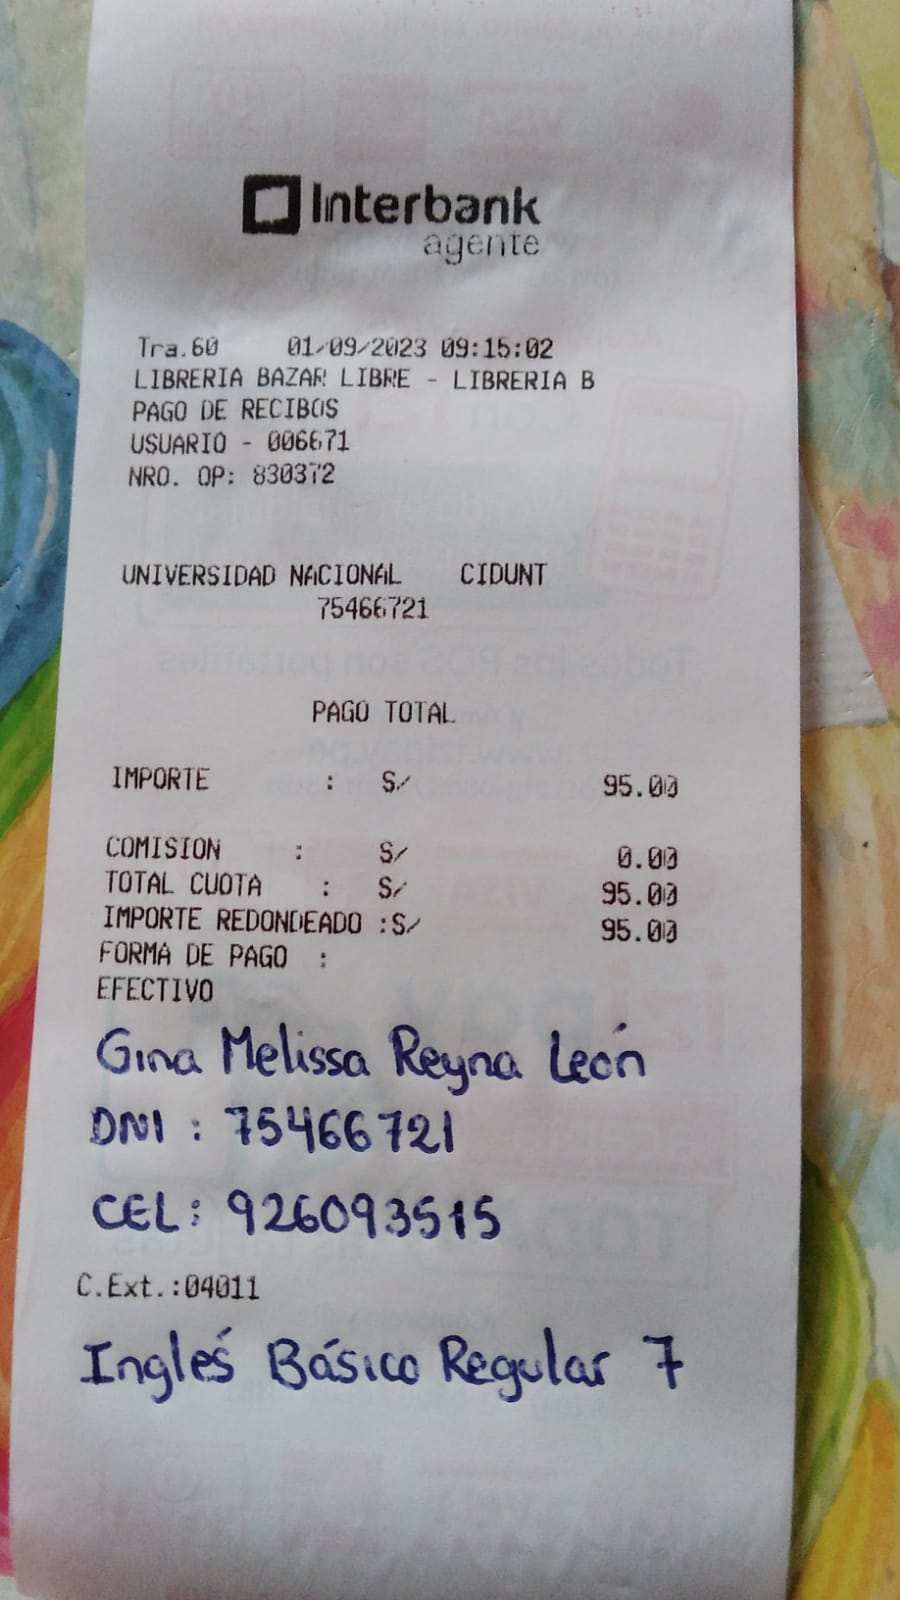 Interbank
agente
Tra.60 01/09/2023 09:15:02
LIBRERIA BAZAR LIBRE - LIBRERIA B
PAGO DE RECIBOS
USUARIO - 006671
NRO. OP: 830372
UNIVERSIDAD NACIONAL CIDUNT
75466721
PAGO TOTAL
IMPORTE : S/ 95.00
COMISION : S/ 0.00
TOTAL CUOTA : S/ 95.00
IMPORTE REDONDEADO :S/ 95.00
FORMA DE PAGO :
EFECTIVO
Gina Melissa Reyna León
DNI : 75466721
CEL: 926093515
C.Ext.:04011
Inglés Básico Regular 7